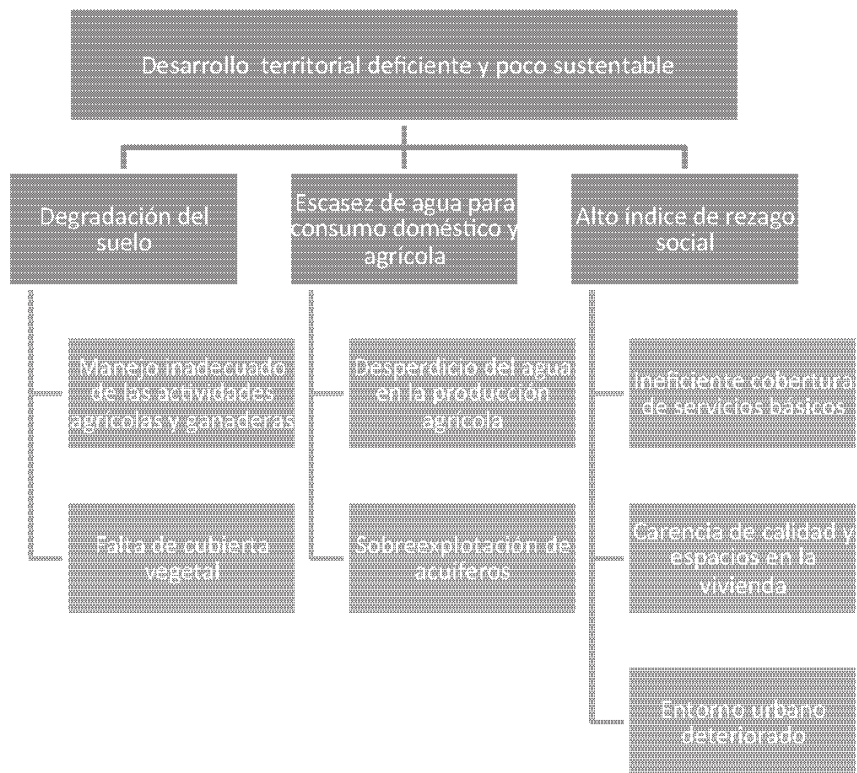 Desarrollo territorial deficiente y poco sustentable
Degradación del
suelo
Escasez de agua para
consumo doméstico y
agrícola
Alto índice de rezago
social
Manejo inadecuado
de las actividades
agrícolas y ganaderas
Desperdicio del agua
en la producción
agrícola
Ineficiente cobertura
de servicios básicos
Falta de cubierta
vegetal
Sobreexplotación de
acuíferos
Carencia de calidad y
espacios en la
vivienda
Entorno urbano
deteriorado